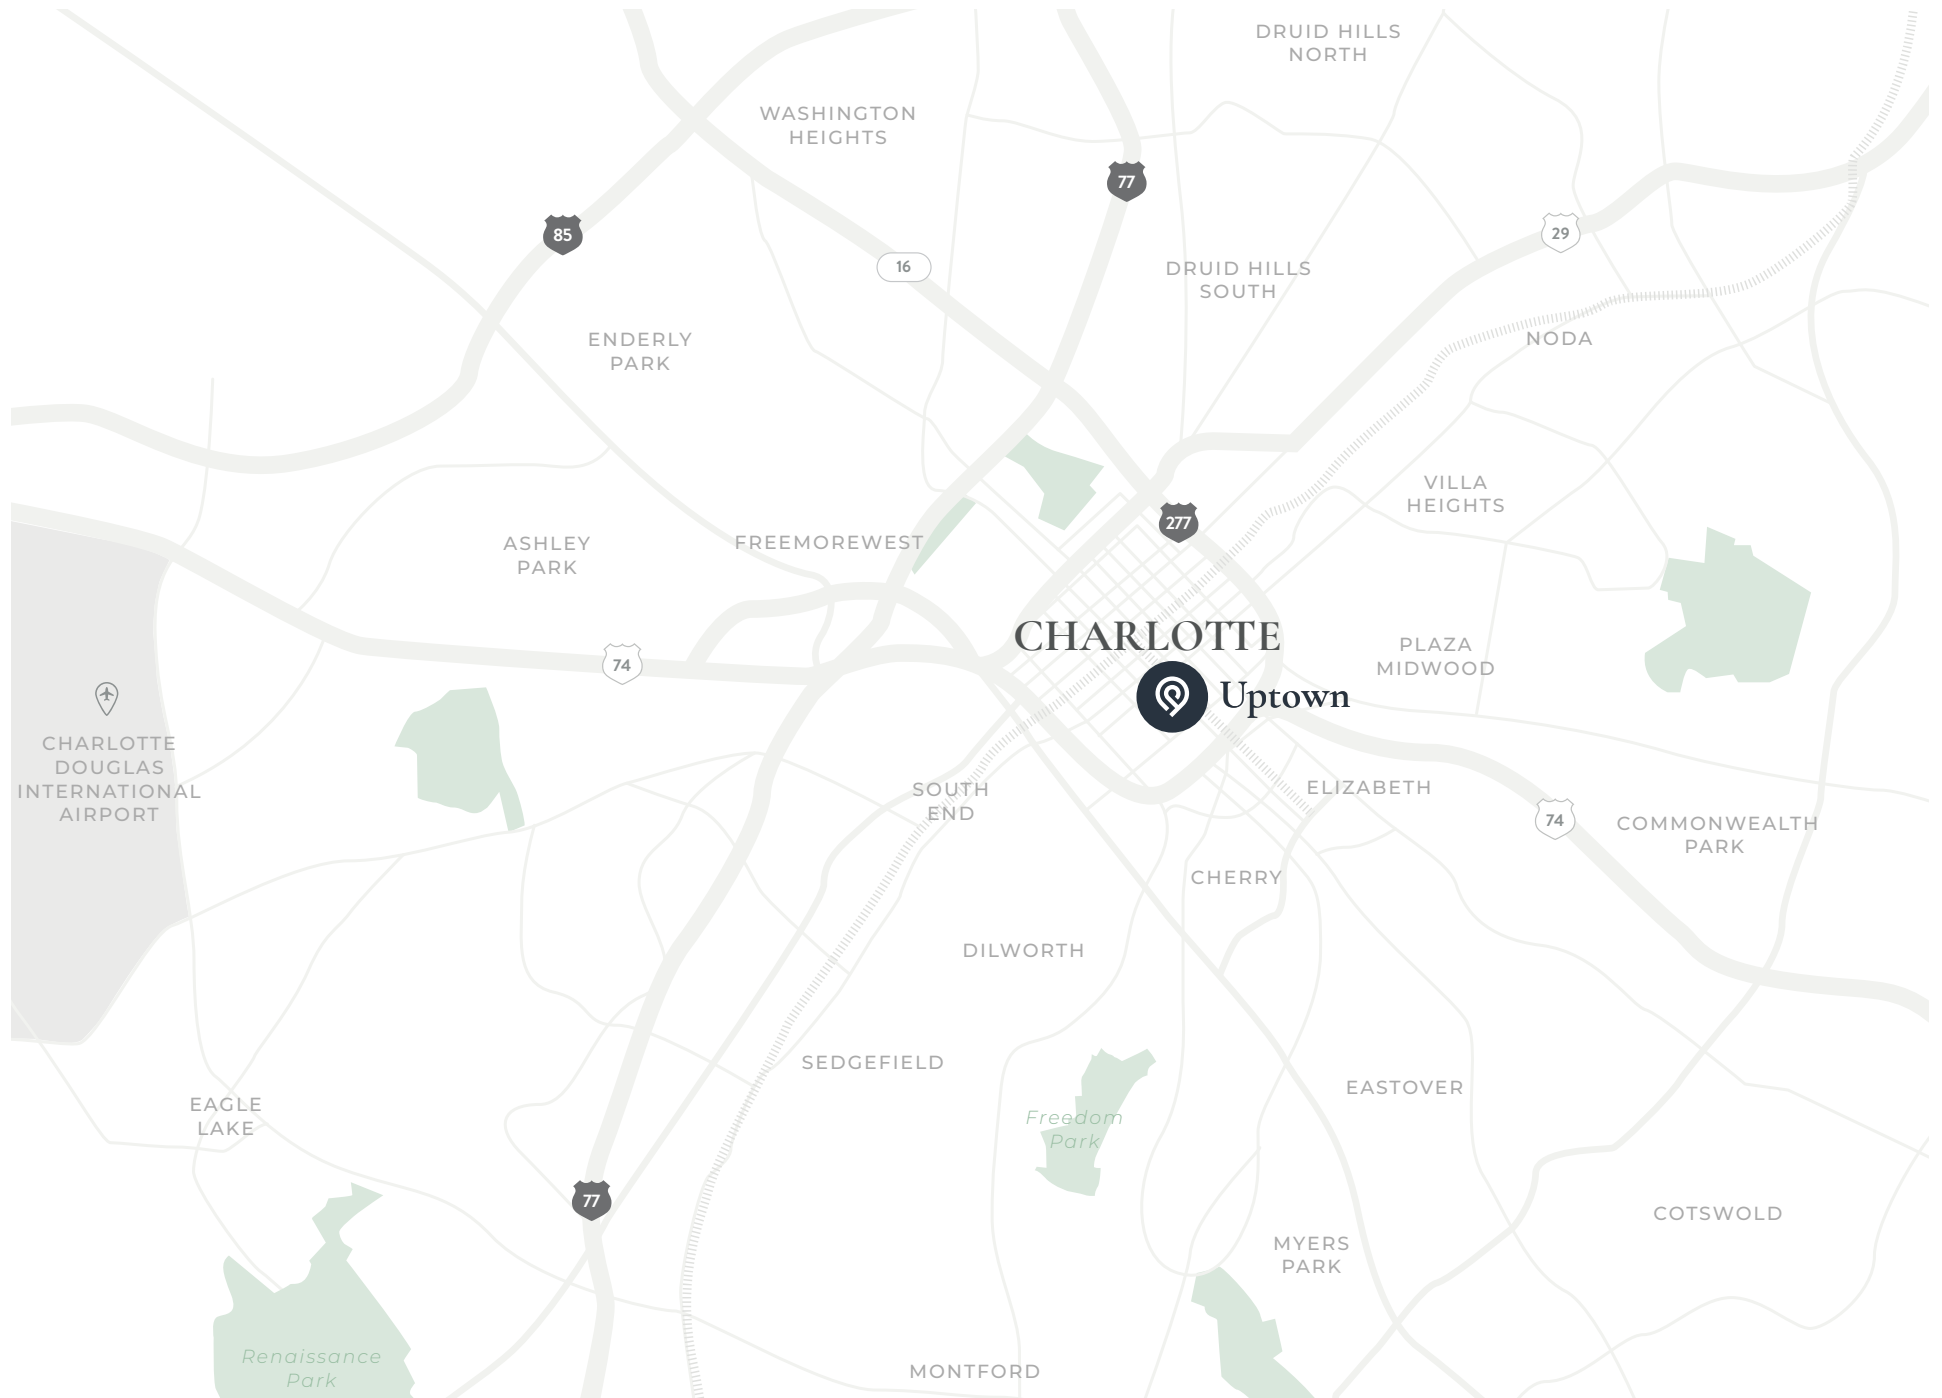 DRUID HILLS
NORTH
WASHINGTON
HEIGHTS
77
85
29
16
DRUID HILLS
SOUTH
NODA
ENDERLY
PARK
VILLA
HEIGHTS
277
ASHLEY
PARK
FREEMOREWEST
CHARLOTTE
PLAZA
MIDWOOD
74
Uptown
CHARLOTTE
DOUGLAS
INTERNATIONAL
AIRPORT
SOUTH
END
ELIZABETH
74
COMMONWEALTH
PARK
CHERRY
DILWORTH
SEDGEFIELD
EASTOVER
EAGLE
LAKE
Freedom
Park
77
COTSWOLD
MYERS
PARK
Renaissance
Park
MONTFORD